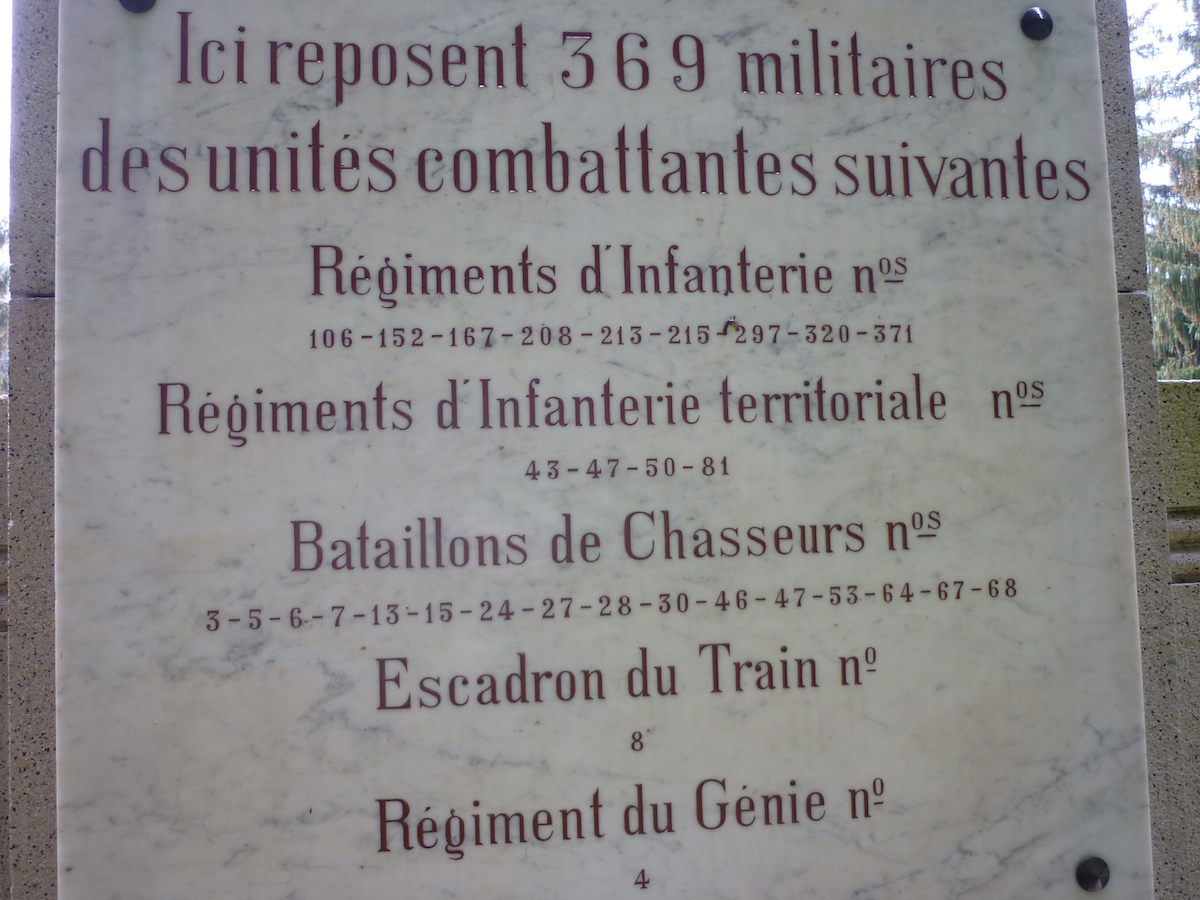 Ici reposent 369 militaires
des unités combattantes suivantes
Régiments d'Infanterie nos
106-152-167-208-213-215-297-320-371
Régiments d'Infanterie territoriale nos
43-47-50-81
Bataillons de Chasseurs nos
3-5-6-7-13-15-24-27-28-30-46-47-53-64-67-68
Escadron du Train nº
8
Régiment du Génie nº
4